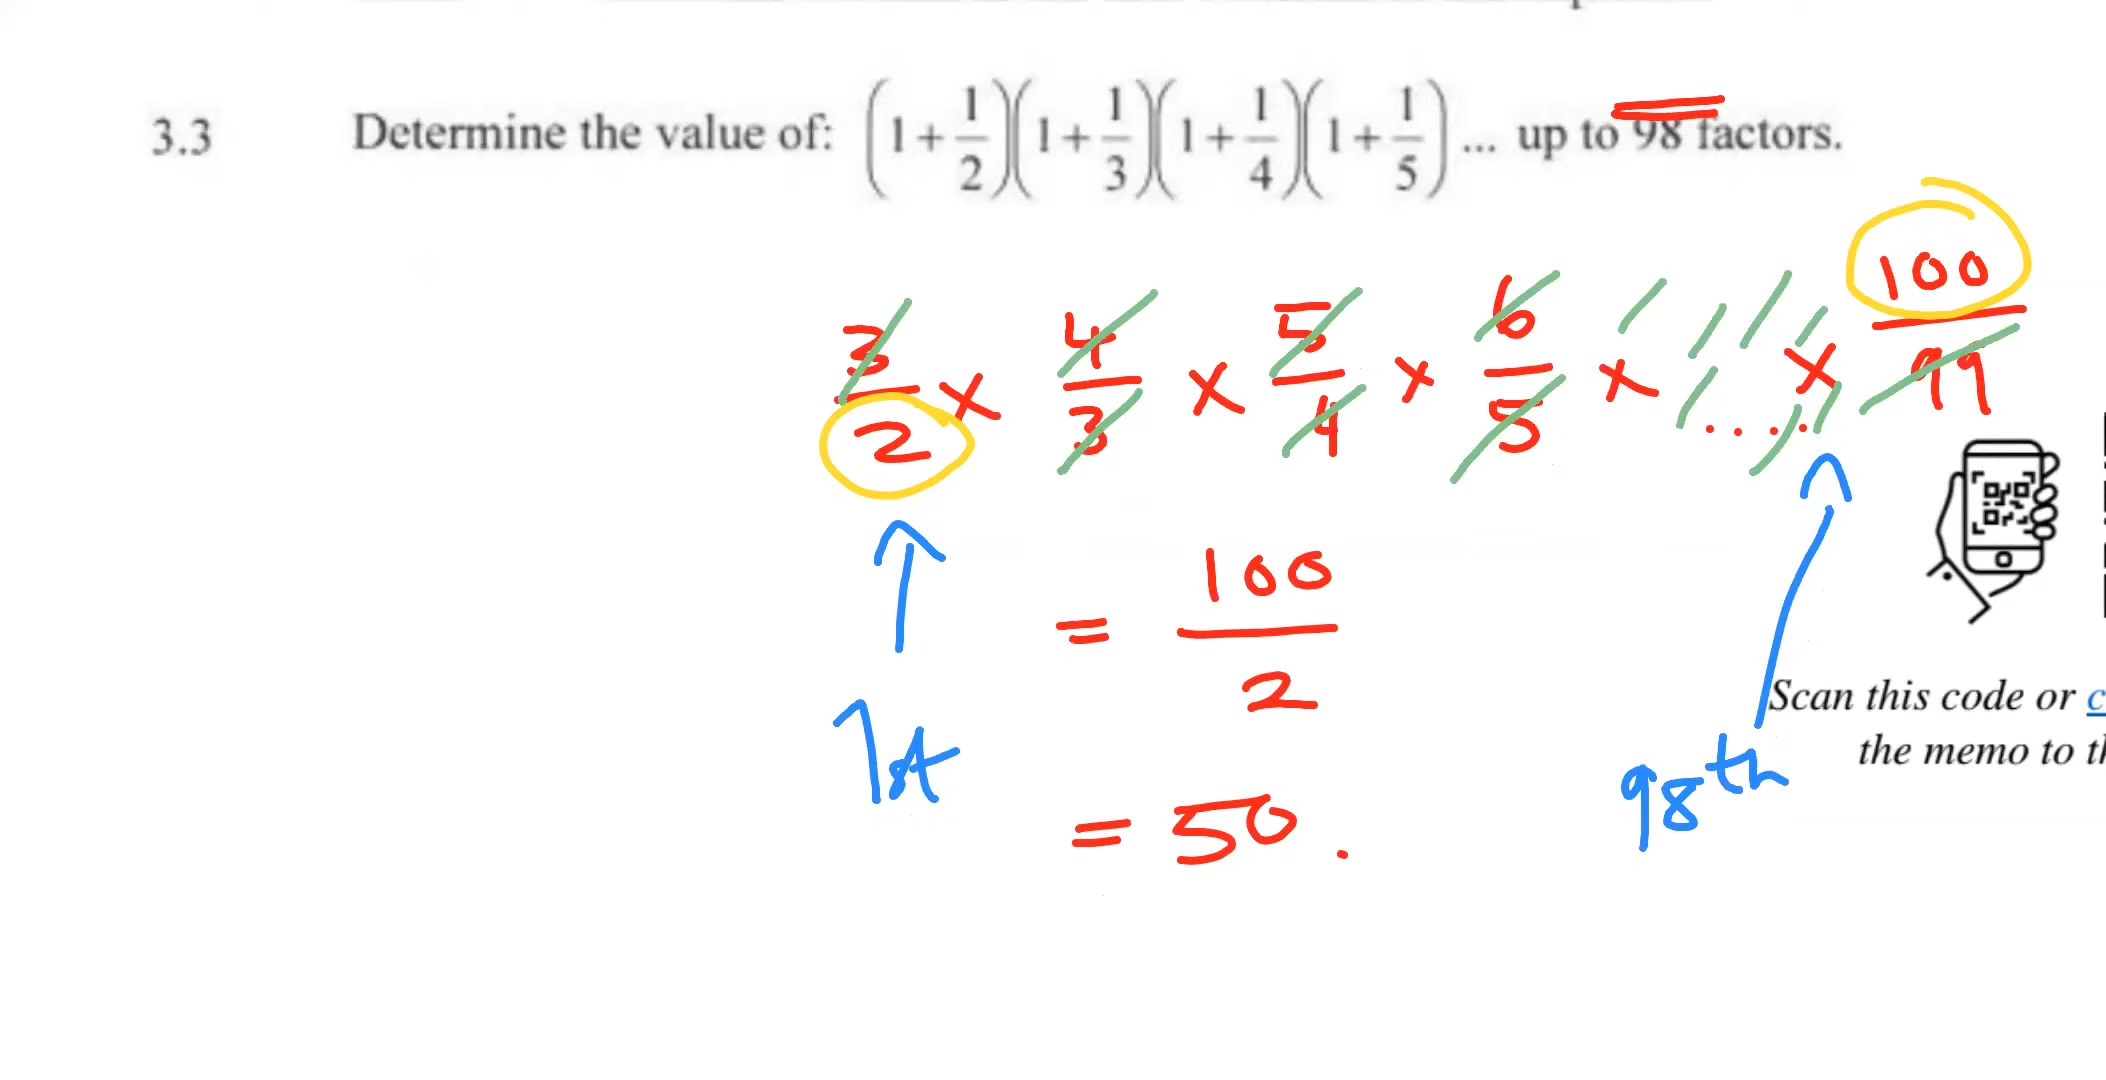 3.3 Determine the value of: (1 + 1/2)(1 + 1/3)(1 + 1/4)(1 + 1/5) ... up to 98 factors.
3/2 × 4/3 × 5/4 × 6/5 × .... × 100/99
= 100/2
Scan this code or c
1st
98th
the memo to th
= 50.